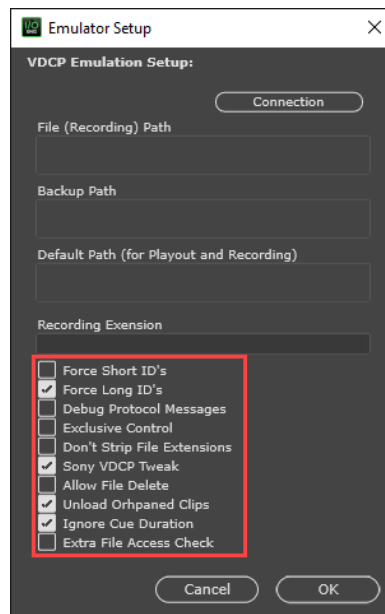 Emulator Setup
VDCP Emulation Setup:
Connection
File (Recording) Path
Backup Path
Default Path (for Playout and Recording)
Recording Exension
Force Short ID's
Force Long ID's
Debug Protocol Messages
Exclusive Control
Don't Strip File Extensions
Sony VDCP Tweak
Allow File Delete
Unload Orhpaned Clips
Ignore Cue Duration
Extra File Access Check
Cancel OK